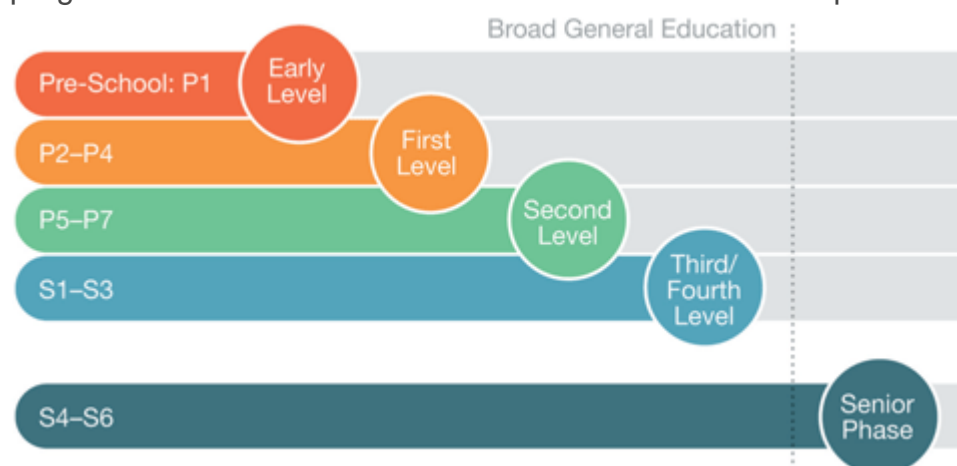 Broad General Education
Pre-School: P1
Early
Level
P2–P4
First
Level
P5–P7
Second
Level
S1–S3
Third/
Fourth
Level
S4–S6
Senior
Phase